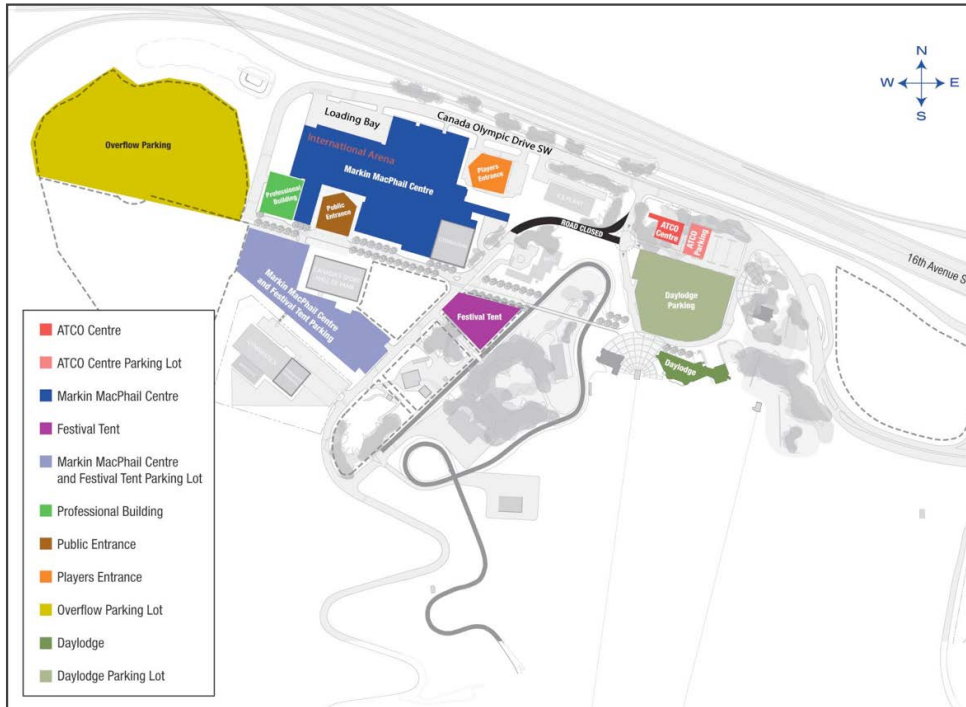 N
W E
S
Overflow Parking
Loading Bay
Canada Olympic Drive SW
International Arena
Markin MacPhail Centre
Players
Entrance
Professional
Building
Public
Entrance
ROAD CLOSED
ATCO
Centre
ATCO
Parking
16th Avenue S
Markin MacPhail Centre
and Festival Tent Parking
Daylodge
Parking
Festival Tent
Daylodge
ATCO Centre
ATCO Centre Parking Lot
Markin MacPhail Centre
Festival Tent
Markin MacPhail Centre
and Festival Tent Parking Lot
Professional Building
Public Entrance
Players Entrance
Overflow Parking Lot
Daylodge
Daylodge Parking Lot